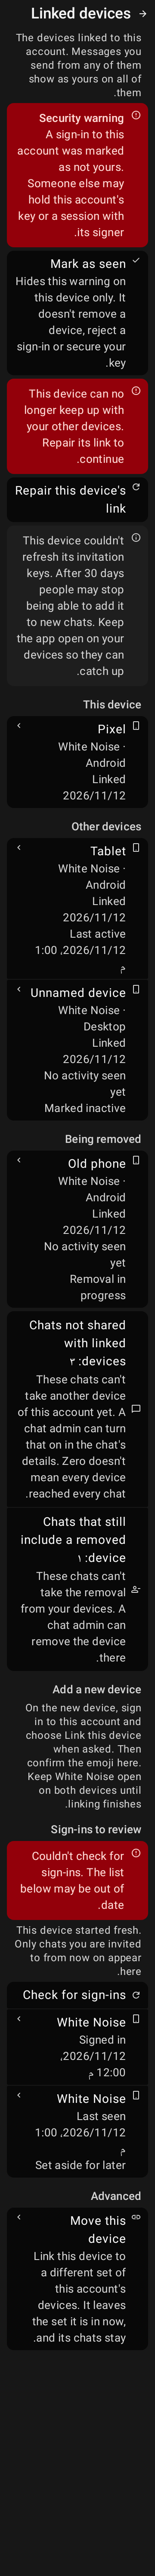 Linked devices
The devices linked to this
account. Messages you
send from any of them
show as yours on all of
them.
Security warning
A sign-in to this
account was marked
as not yours.
Someone else may
hold this account's
key or a session with
its signer.
Mark as seen
Hides this warning on
this device only. It
doesn't remove a
device, reject a
sign-in or secure your
key.
This device can no
longer keep up with
your other devices.
Repair its link to
continue.
Repair this device's
link
This device couldn't
refresh its invitation
keys. After 30 days
people may stop
being able to add it
to new chats. Keep
the app open on your
devices so they can
catch up.
This device
Pixel
White Noise ·
Android
Linked
2026/11/12
Other devices
Tablet
White Noise ·
Android
Linked
2026/11/12
Last active
2026/11/12, 1:00
م
Unnamed device
White Noise ·
Desktop
Linked
2026/11/12
No activity seen
yet
Marked inactive
Being removed
Old phone
White Noise ·
Android
Linked
2026/11/12
No activity seen
yet
Removal in
progress
Chats not shared
with linked
devices: ٢
These chats can't
take another device
of this account yet. A
chat admin can turn
that on in the chat's
details. Zero doesn't
mean every device
reached every chat.
Chats that still
include a removed
device: ١
These chats can't
take the removal
from your devices. A
chat admin can
remove the device
there.
Add a new device
On the new device, sign
in to this account and
choose Link this device
when asked. Then
confirm the emoji here.
Keep White Noise open
on both devices until
linking finishes.
Sign-ins to review
Couldn't check for
sign-ins. The list
below may be out of
date.
This device started fresh.
Only chats you are invited
to from now on appear
here.
Check for sign-ins
White Noise
Signed in
2026/11/12,
12:00 م
White Noise
Last seen
2026/11/12, 1:00
م
Set aside for later
Advanced
Move this
device
Link this device to
a different set of
this account's
devices. It leaves
the set it is in now,
and its chats stay.